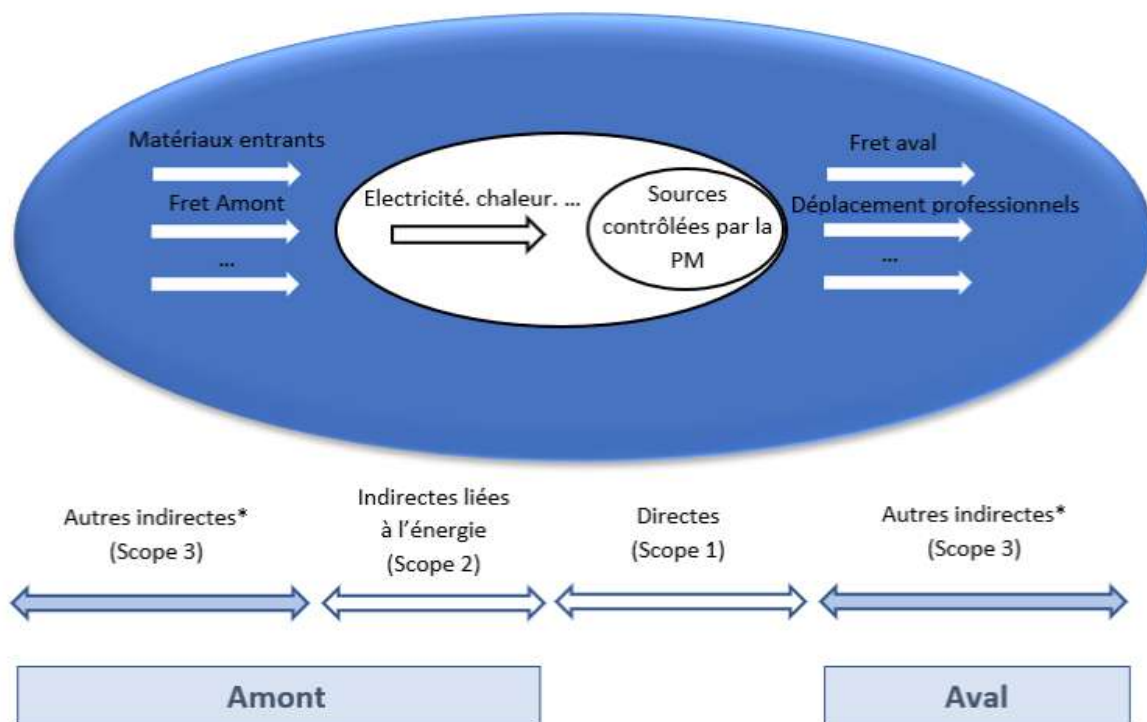 Matériaux entrants
Fret Amont
...
Electricité. chaleur. ...
Sources
contrôlées par la
PM
Fret aval
Déplacement professionnels
...
Autres indirectes*
(Scope 3)
Indirectes liées
à l’énergie
(Scope 2)
Directes
(Scope 1)
Autres indirectes*
(Scope 3)
Amont
Aval